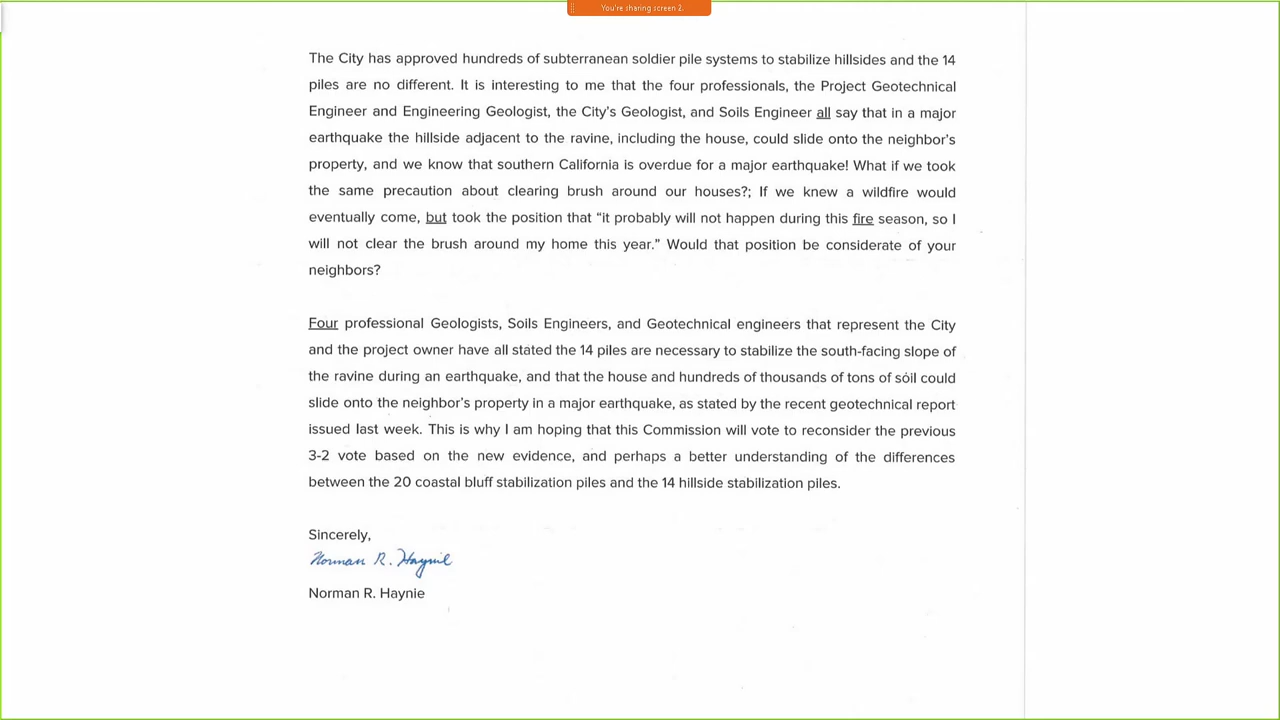 You're sharing screen 2.
The City has approved hundreds of subterranean soldier pile systems to stabilize hillsides and the 14
piles are no different. It is interesting to me that the four professionals, the Project Geotechnical
Engineer and Engineering Geologist, the City's Geologist, and Soils Engineer all say that in a major
earthquake the hillside adjacent to the ravine, including the house, could slide onto the neighbor's
property, and we know that southern California is overdue for a major earthquake! What if we took
the same precaution about clearing brush around our houses?; If we knew a wildfire would
eventually come, but took the position that “it probably will not happen during this fire season, so I
will not clear the brush around my home this year.” Would that position be considerate of your
neighbors?
Four professional Geologists, Soils Engineers, and Geotechnical engineers that represent the City
and the project owner have all stated the 14 piles are necessary to stabilize the south-facing slope of
the ravine during an earthquake, and that the house and hundreds of thousands of tons of soil could
slide onto the neighbor's property in a major earthquake, as stated by the recent geotechnical report
issued last week. This is why I am hoping that this Commission will vote to reconsider the previous
3-2 vote based on the new evidence, and perhaps a better understanding of the differences
between the 20 coastal bluff stabilization piles and the 14 hillside stabilization piles.
Sincerely,
Norman R. Haynie
Norman R. Haynie